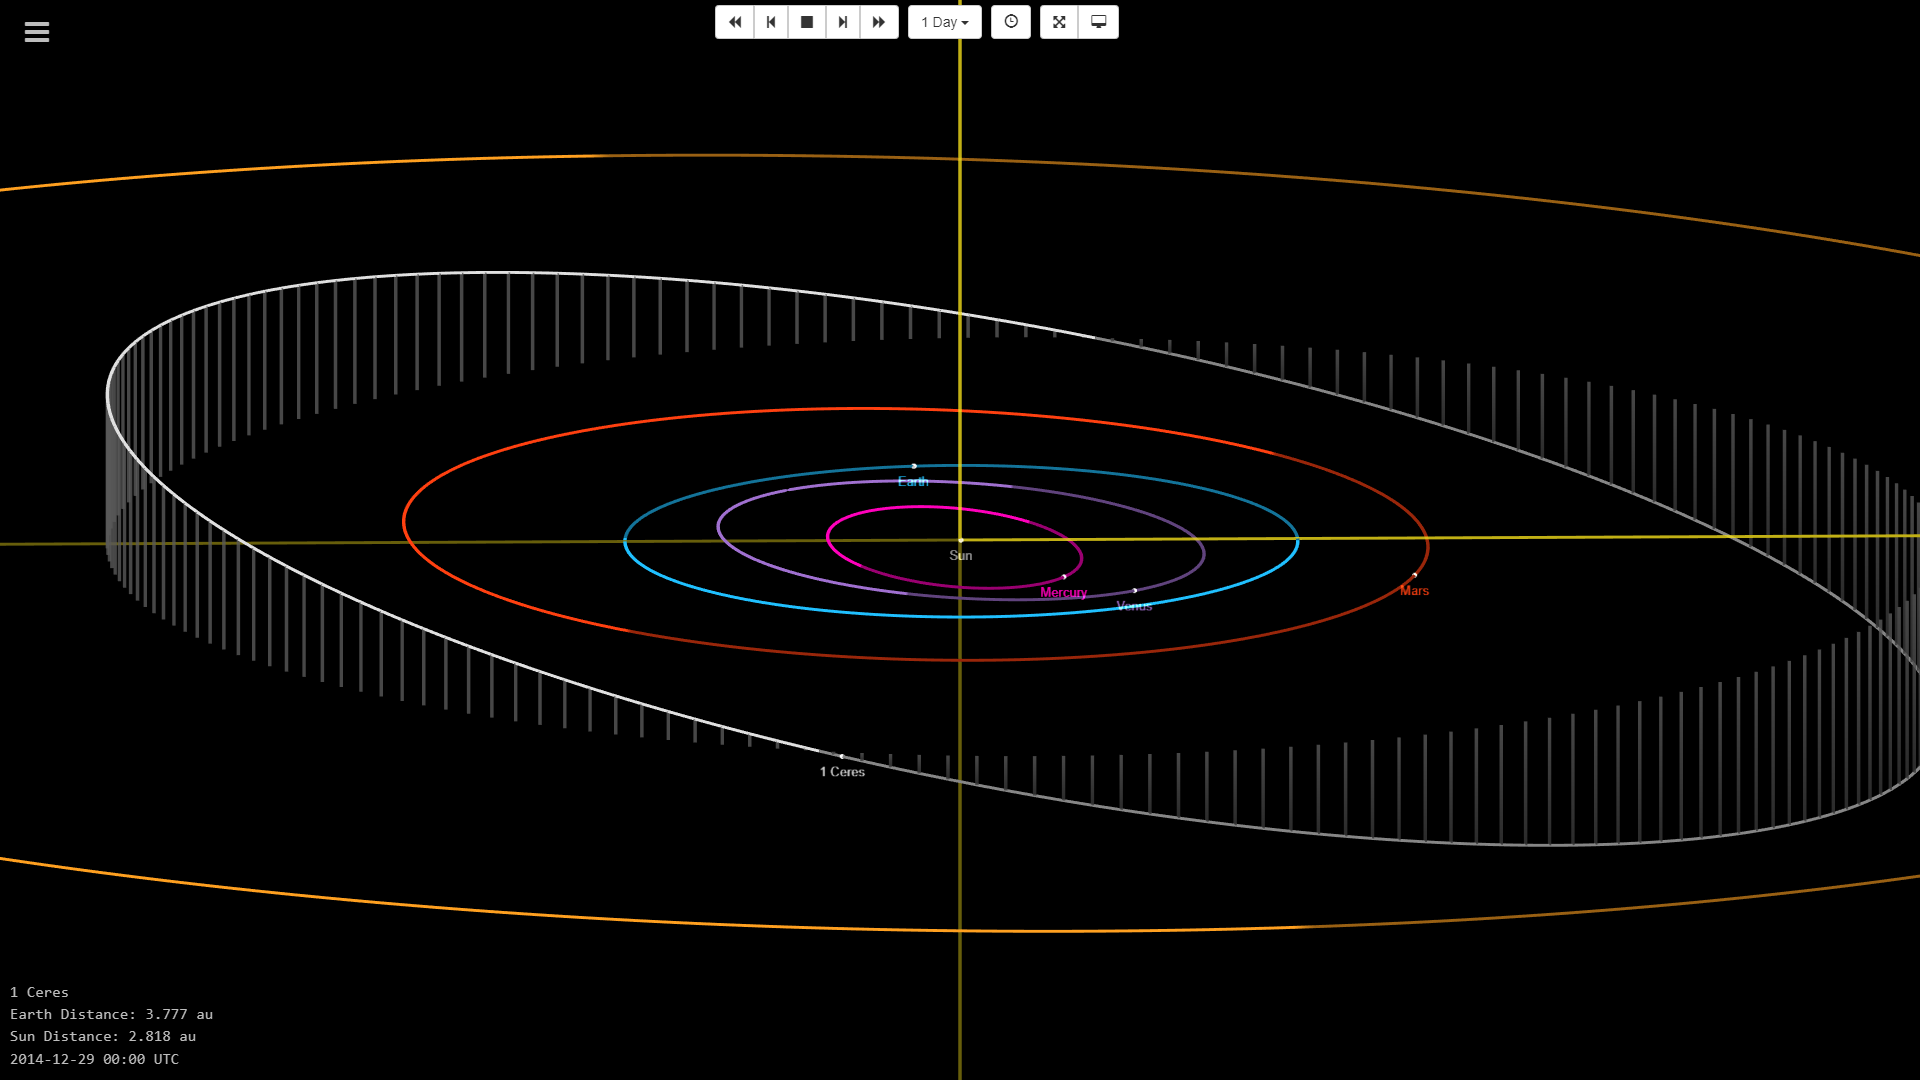 1 Day
Earth
Sun
Mercury
Venus
Mars
1 Ceres
1 Ceres
Earth Distance: 3.777 au
Sun Distance: 2.818 au
2014-12-29 00:00 UTC